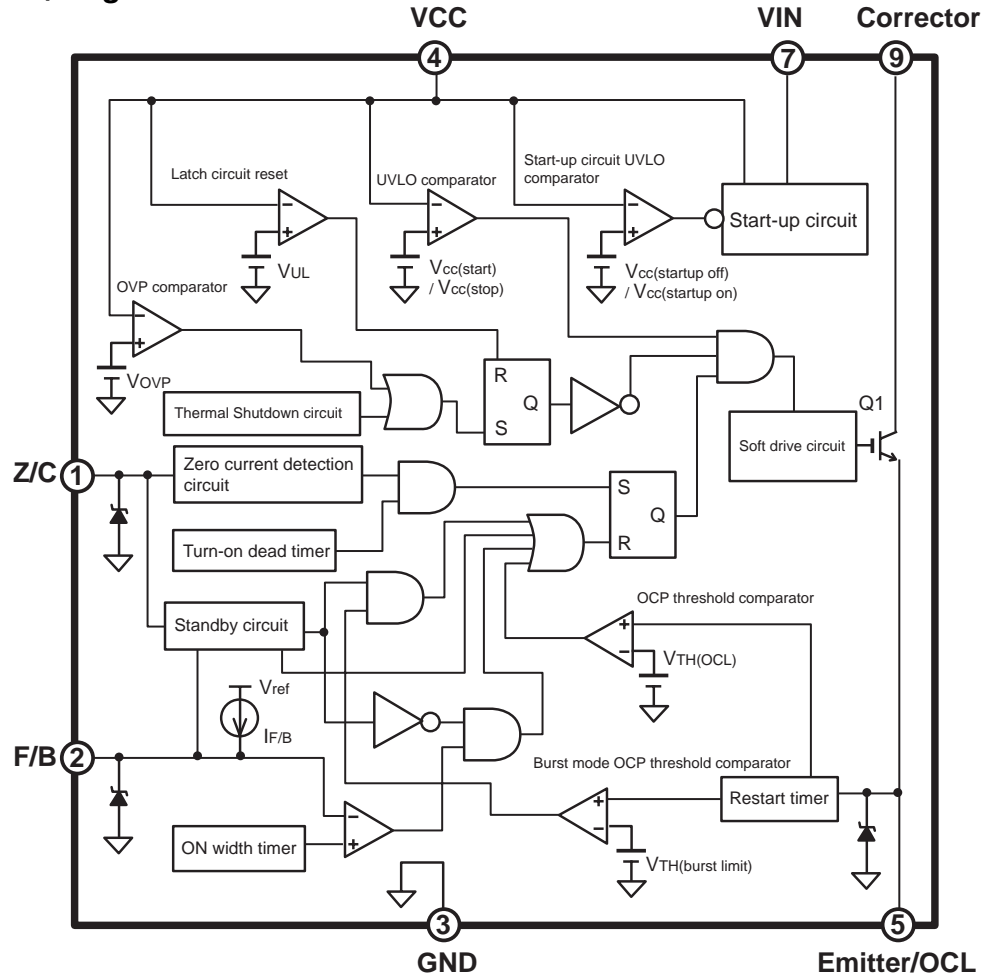 VCC
VIN
Corrector
4
7
9
Latch circuit reset
UVLO comparator
Start-up circuit UVLO
comparator
Start-up circuit
−
+
−
+
−
+
VUL
Vcc(start)
/ Vcc(stop)
Vcc(startup off)
/ Vcc(startup on)
OVP comparator
−
+
VOVP
Thermal Shutdown circuit
R
Q
S
Q1
Soft drive circuit
Z/C
1
Zero current detection
circuit
Turn-on dead timer
S
Q
R
Standby circuit
OCP threshold comparator
+
−
VTH(OCL)
Vref
IF/B
F/B
2
Burst mode OCP threshold comparator
Restart timer
ON width timer
−
+
+
−
VTH(burst limit)
3
GND
5
Emitter/OCL